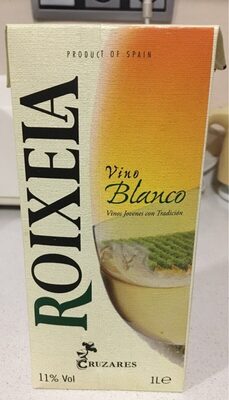 PRODUCT OF SPAIN
ROIXELA
Vino
Blanco
Vinos Jovenes con Tradición
CRUZARES
11% Vol
1L℮